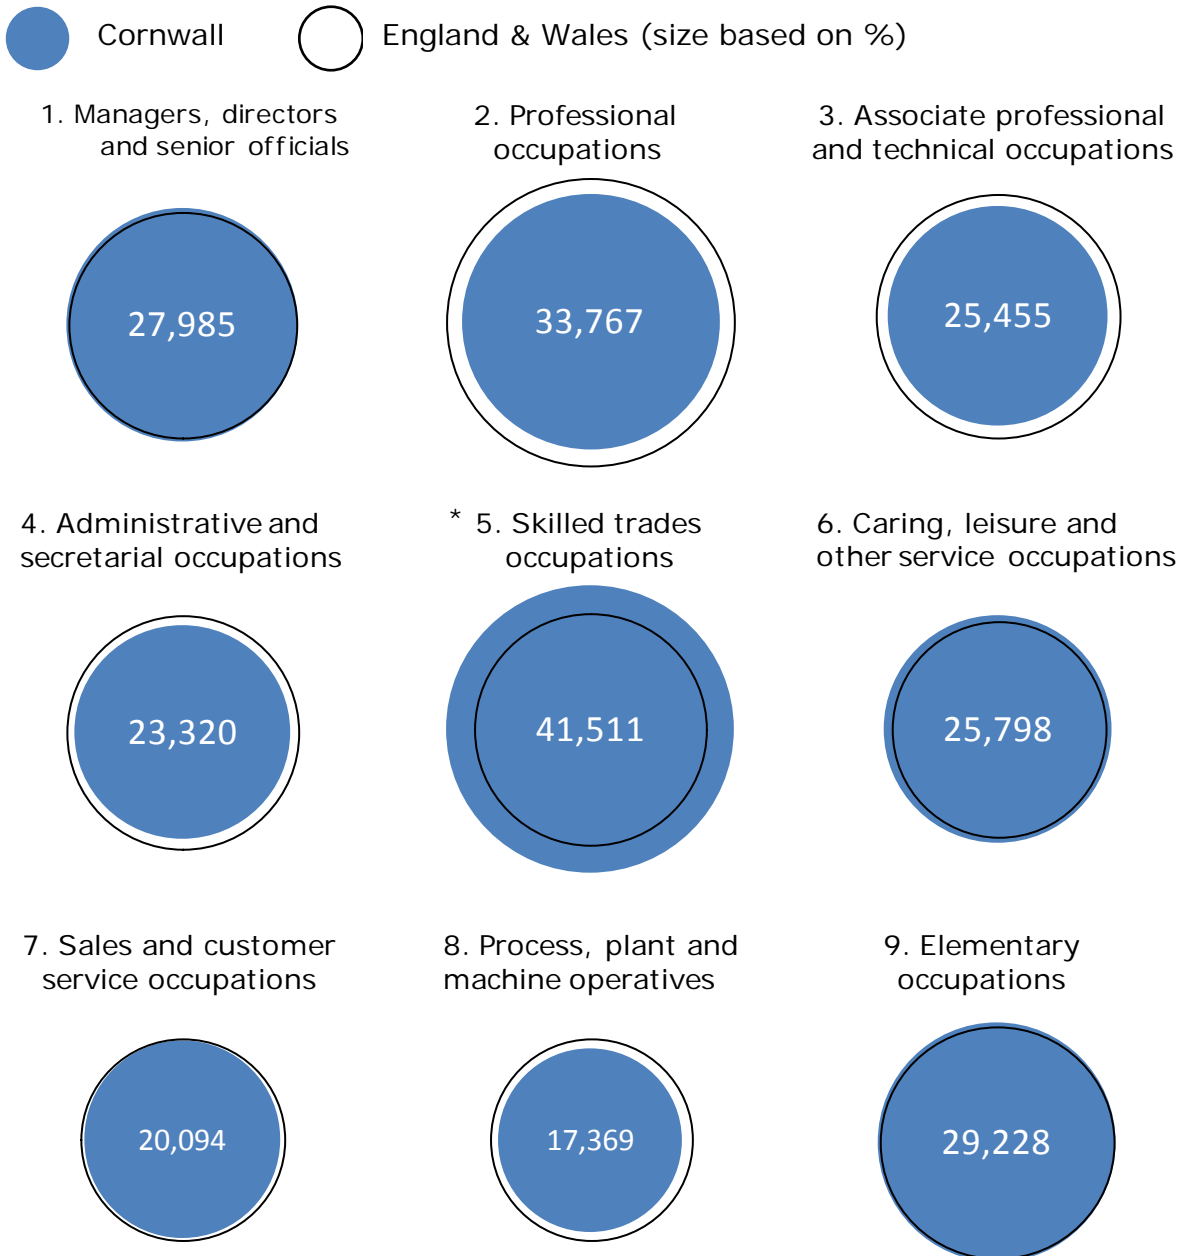 Cornwall
England & Wales (size based on %)
1. Managers, directors
and senior officials
2. Professional
occupations
3. Associate professional
and technical occupations
27,985
33,767
25,455
4. Administrative and
secretarial occupations
* 5. Skilled trades
occupations
6. Caring, leisure and
other service occupations
23,320
41,511
25,798
7. Sales and customer
service occupations
8. Process, plant and
machine operatives
9. Elementary
occupations
20,094
17,369
29,228